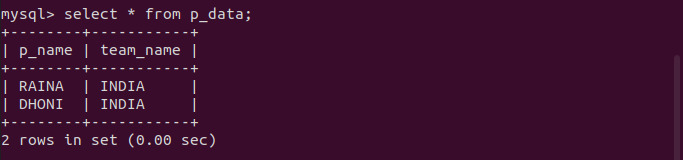 mysql> select * from p_data;
+--------+-----------+
| p_name | team_name |
+--------+-----------+
| RAINA  | INDIA     |
| DHONI  | INDIA     |
+--------+-----------+
2 rows in set (0.00 sec)